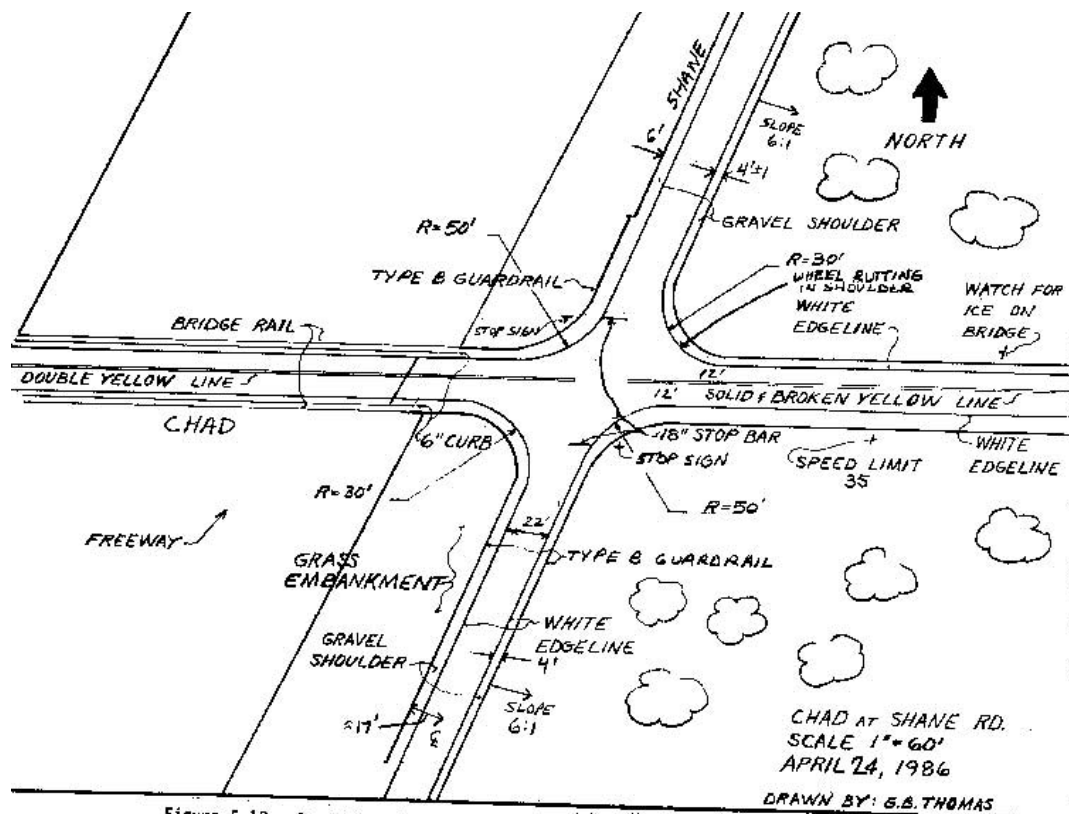 SHANE
6'
SLOPE
6:1
NORTH
4'±1
GRAVEL SHOULDER
R=50'
R=30'
WHEEL RUTTING
IN SHOULDER
TYPE B GUARDRAIL
WHITE
EDGELINE
WATCH FOR
ICE ON
BRIDGE
BRIDGE RAIL
STOP SIGN
DOUBLE YELLOW LINE
12'
12'
SOLID & BROKEN YELLOW LINE
CHAD
6" CURB
18" STOP BAR
STOP SIGN
SPEED LIMIT
35
WHITE
EDGELINE
R=30'
R=50'
FREEWAY
22'
GRASS
EMBANKMENT
TYPE B GUARDRAIL
WHITE
EDGELINE
GRAVEL
SHOULDER
4'
SLOPE
6:1
≈17'
CHAD AT SHANE RD.
SCALE 1"=60'
APRIL 24, 1986
DRAWN BY: G.B. THOMAS